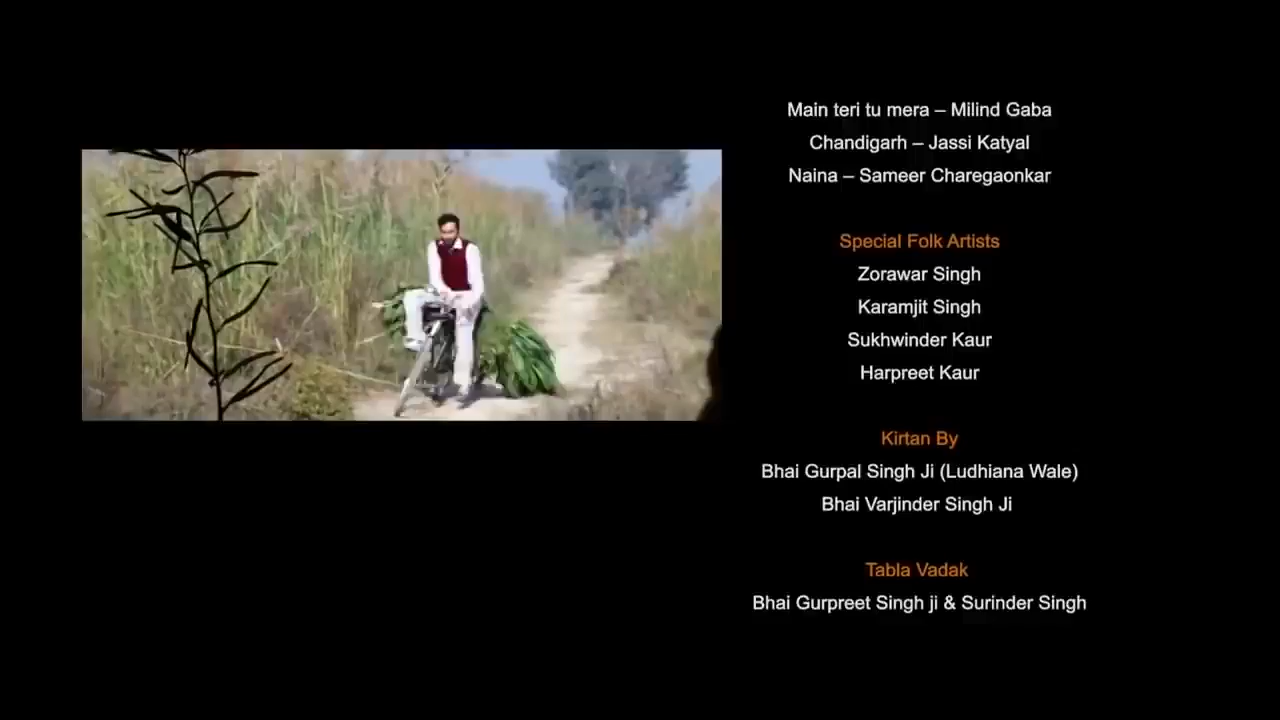 Main teri tu mera – Milind Gaba
Chandigarh – Jassi Katyal
Naina – Sameer Charegaonkar
Special Folk Artists
Zorawar Singh
Karamjit Singh
Sukhwinder Kaur
Harpreet Kaur
Kirtan By
Bhai Gurpal Singh Ji (Ludhiana Wale)
Bhai Varjinder Singh Ji
Tabla Vadak
Bhai Gurpreet Singh ji & Surinder Singh